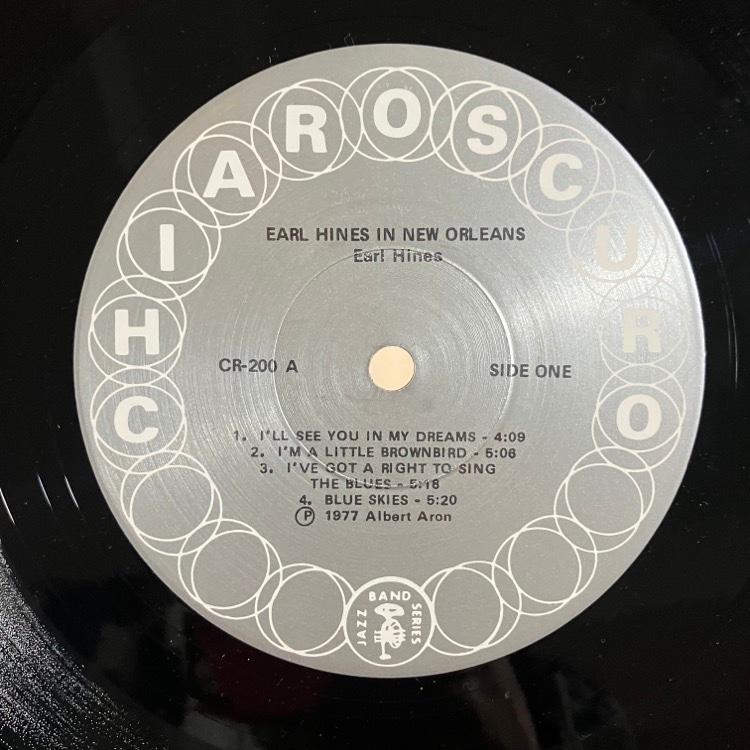 CHIAROSCURO
EARL HINES IN NEW ORLEANS
Earl Hines
CR-200 A
SIDE ONE
1. I'LL SEE YOU IN MY DREAMS - 4:09
2. I'M A LITTLE BROWNBIRD - 5:06
3. I'VE GOT A RIGHT TO SING
THE BLUES - 5:18
4. BLUE SKIES - 5:20
Ⓟ 1977 Albert Aron
JAZZ BAND SERIES